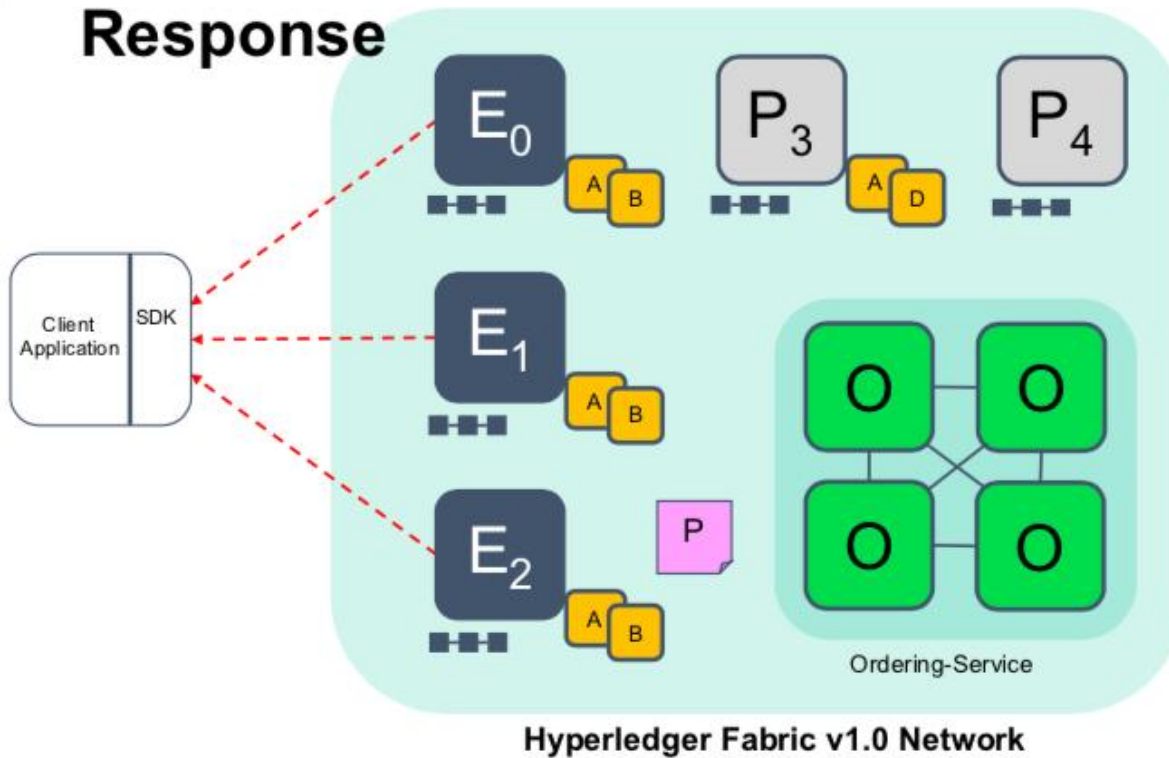 Response
E0
P3
P4
A
B
A
D
Client
Application
SDK
E1
A
B
O
O
E2
P
O
O
A
B
Ordering-Service
Hyperledger Fabric v1.0 Network